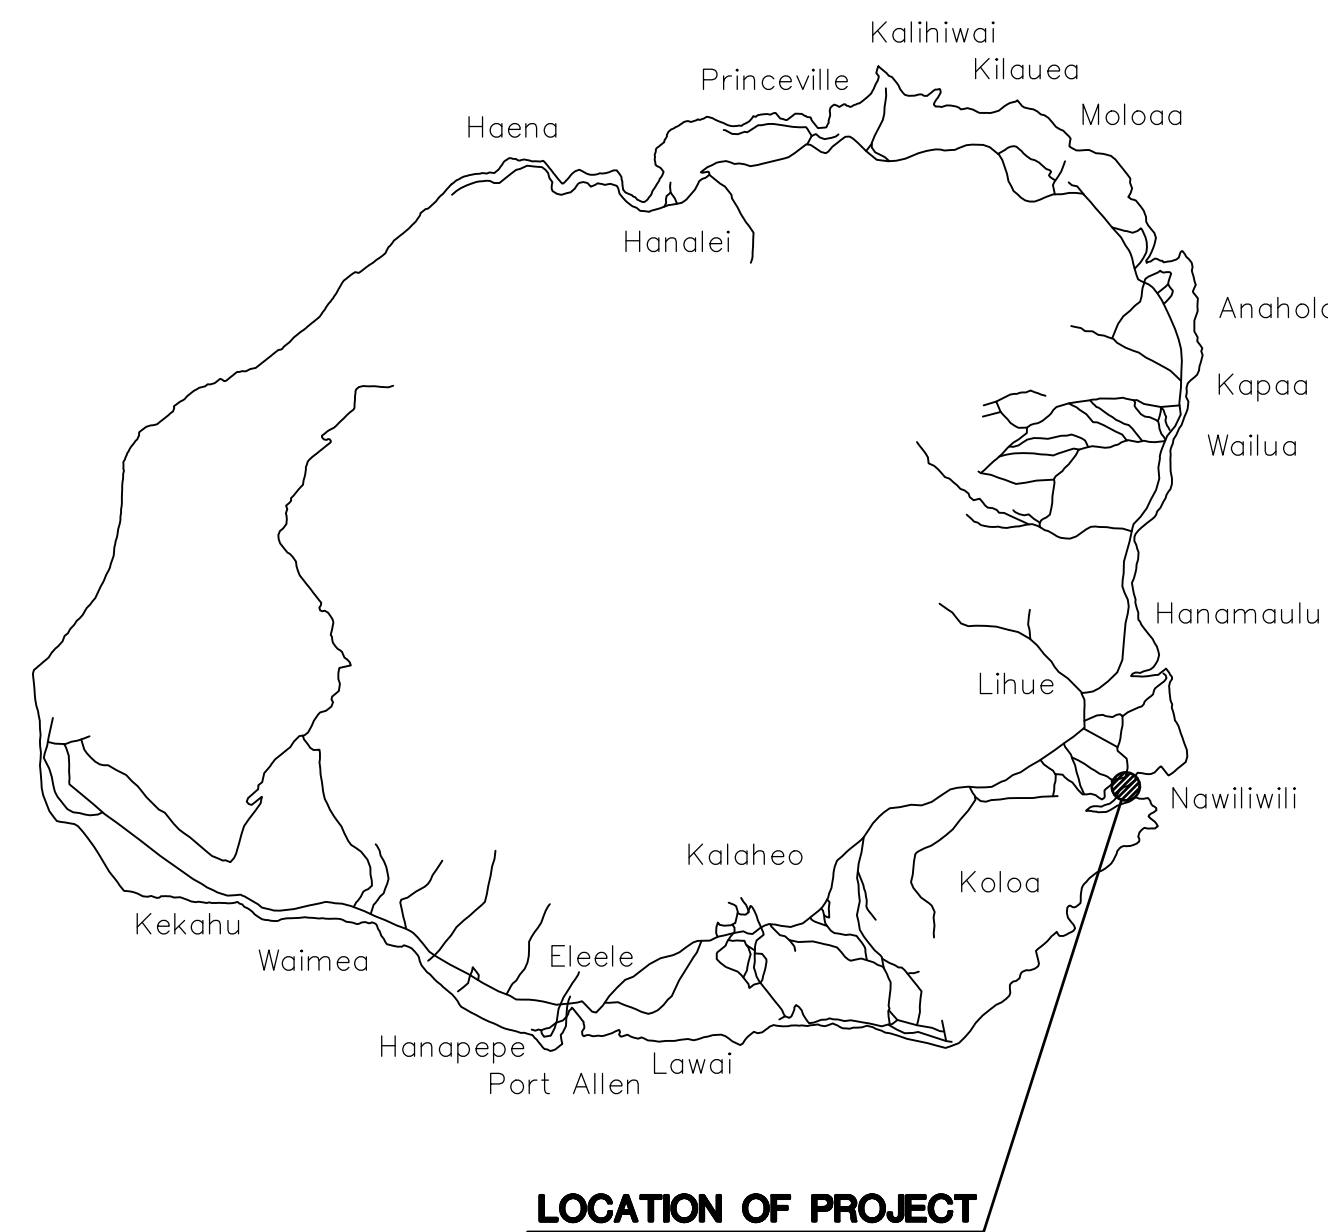 Kalihiwai
Kilauea
Princeville
Moloaa
Haena
Hanalei
Anahola
Kapaa
Wailua
Hanamaulu
Lihue
Nawiliwili
Kalaheo
Koloa
Kekahu
Waimea
Eleele
Hanapepe
Lawai
Port Allen
LOCATION OF PROJECT